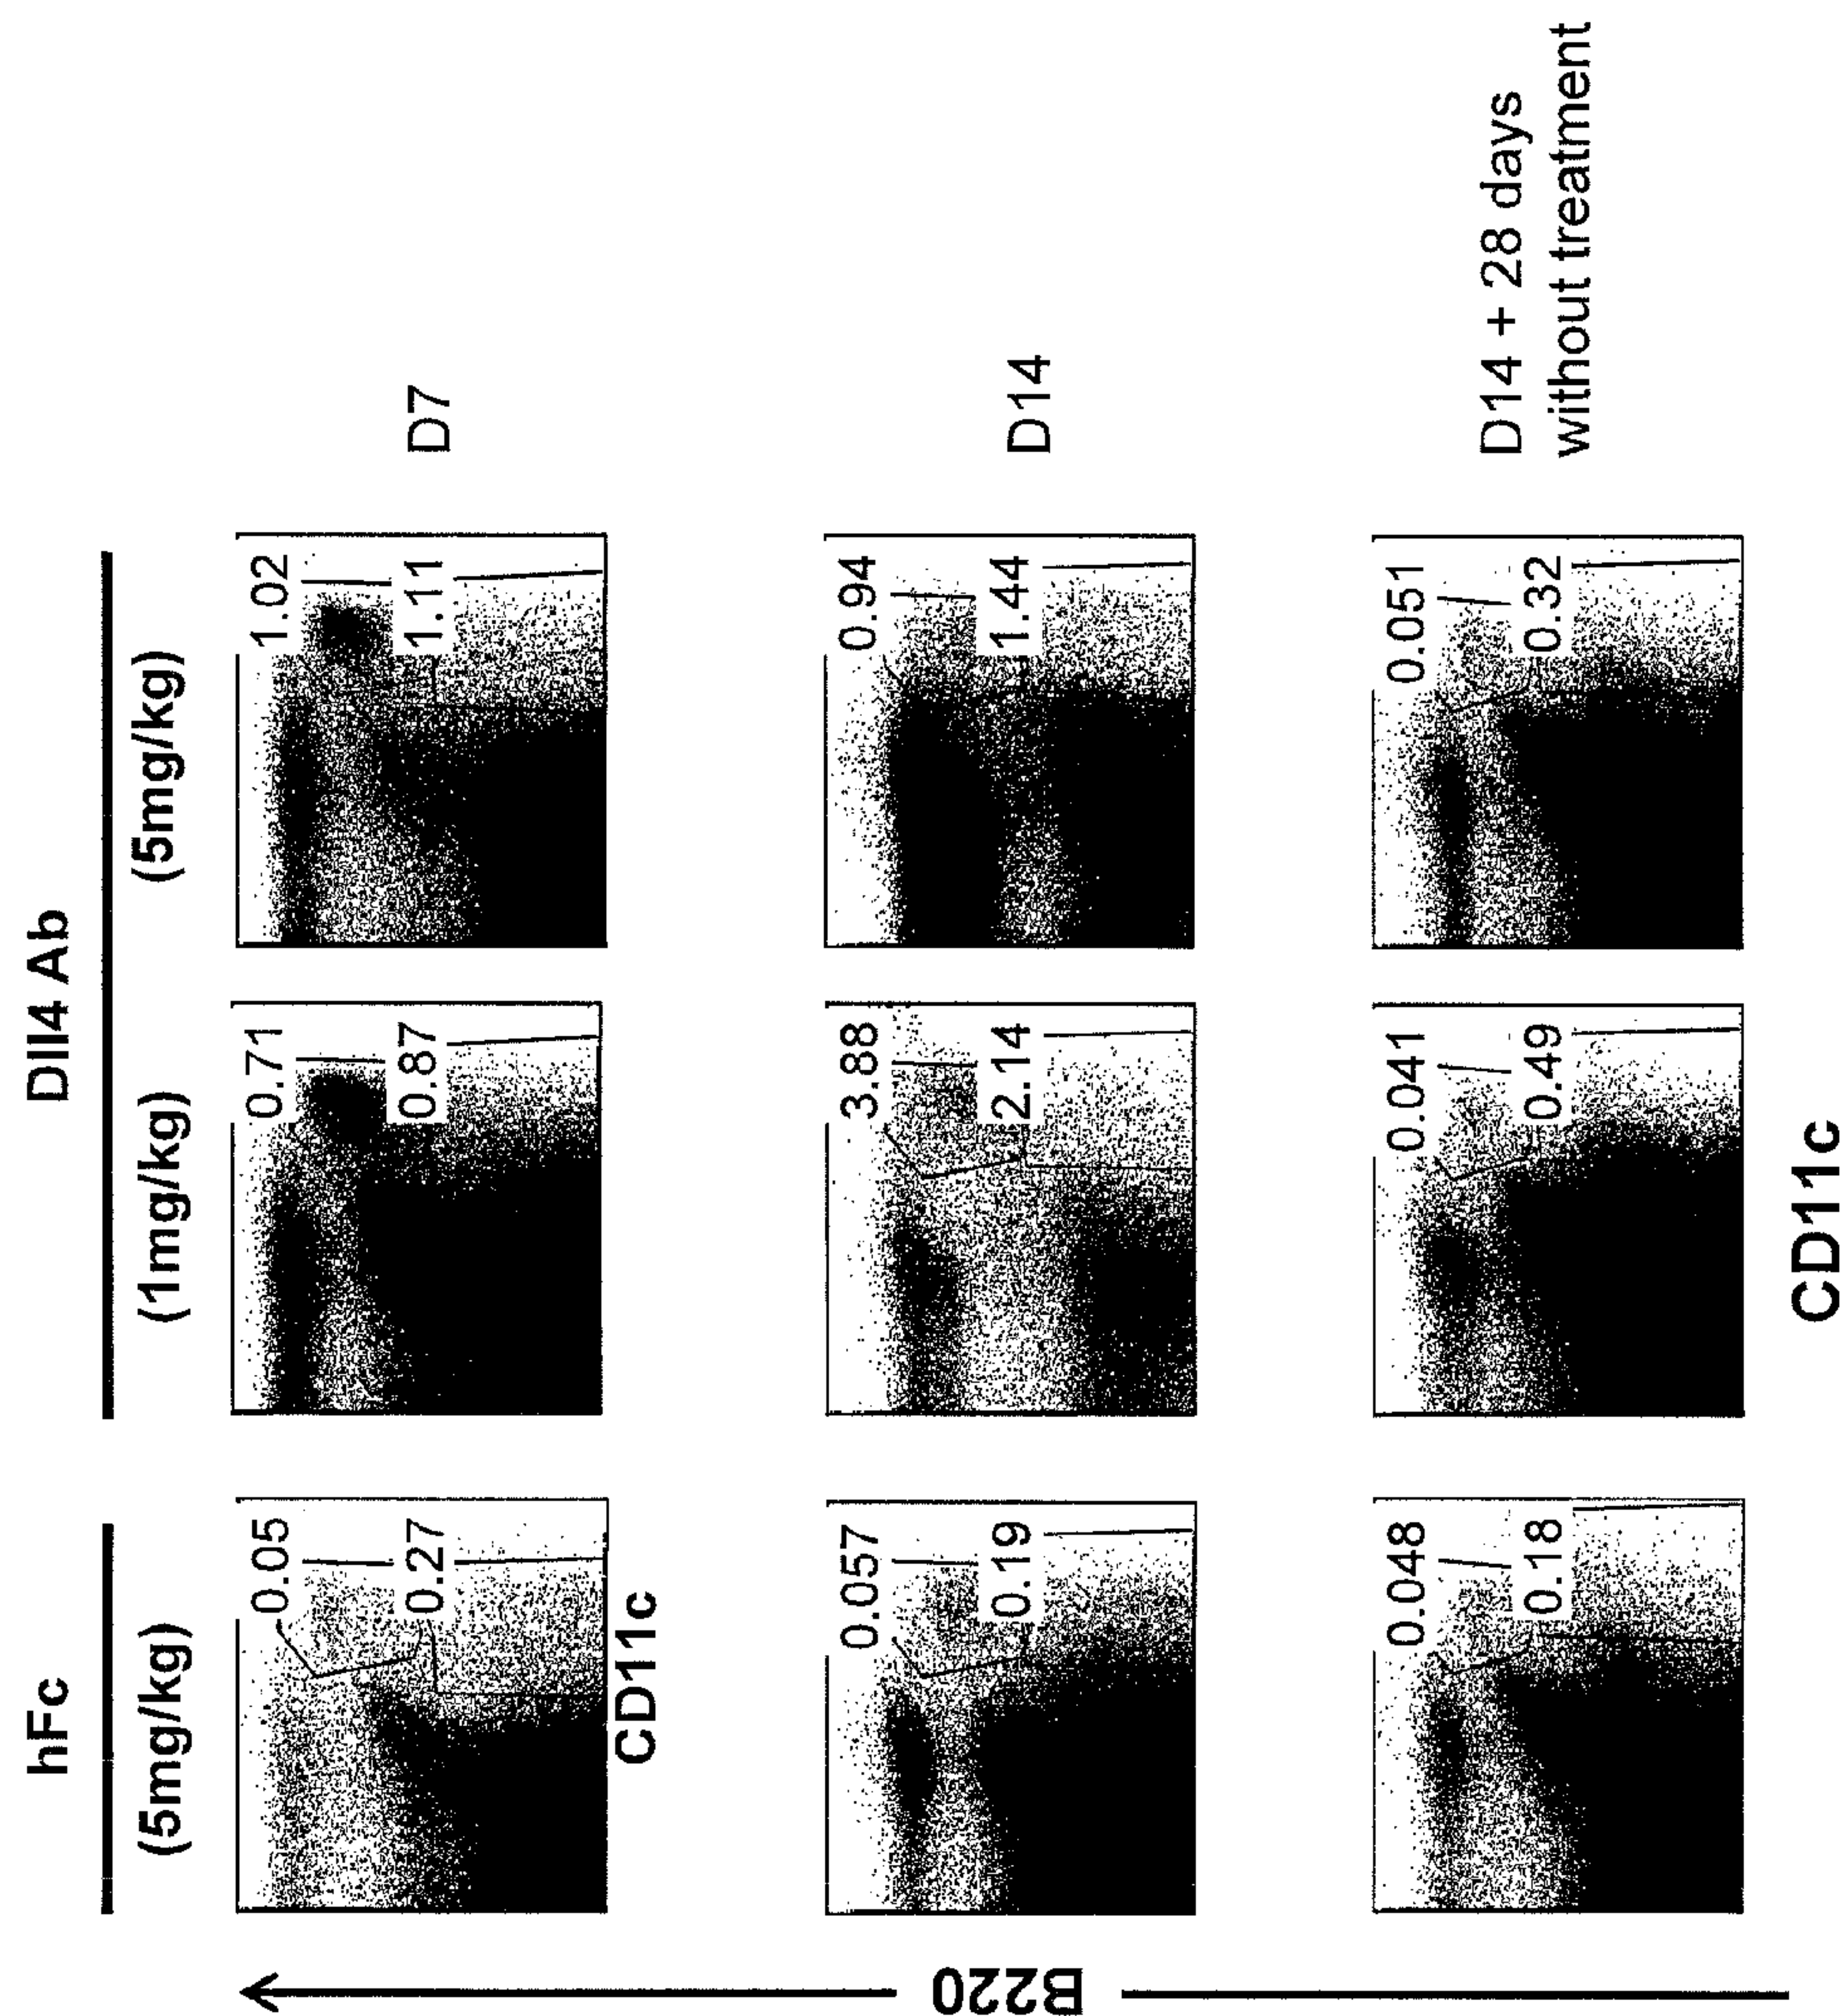 hFc
Dll4 Ab
(5mg/kg)
(1mg/kg)
(5mg/kg)
0.05
0.27
0.71
0.87
1.02
1.11
D7
CD11c
0.057
0.19
3.88
2.14
0.94
1.44
D14
0.048
0.18
0.041
0.49
0.051
0.32
D14 + 28 days
without treatment
CD11c
B220